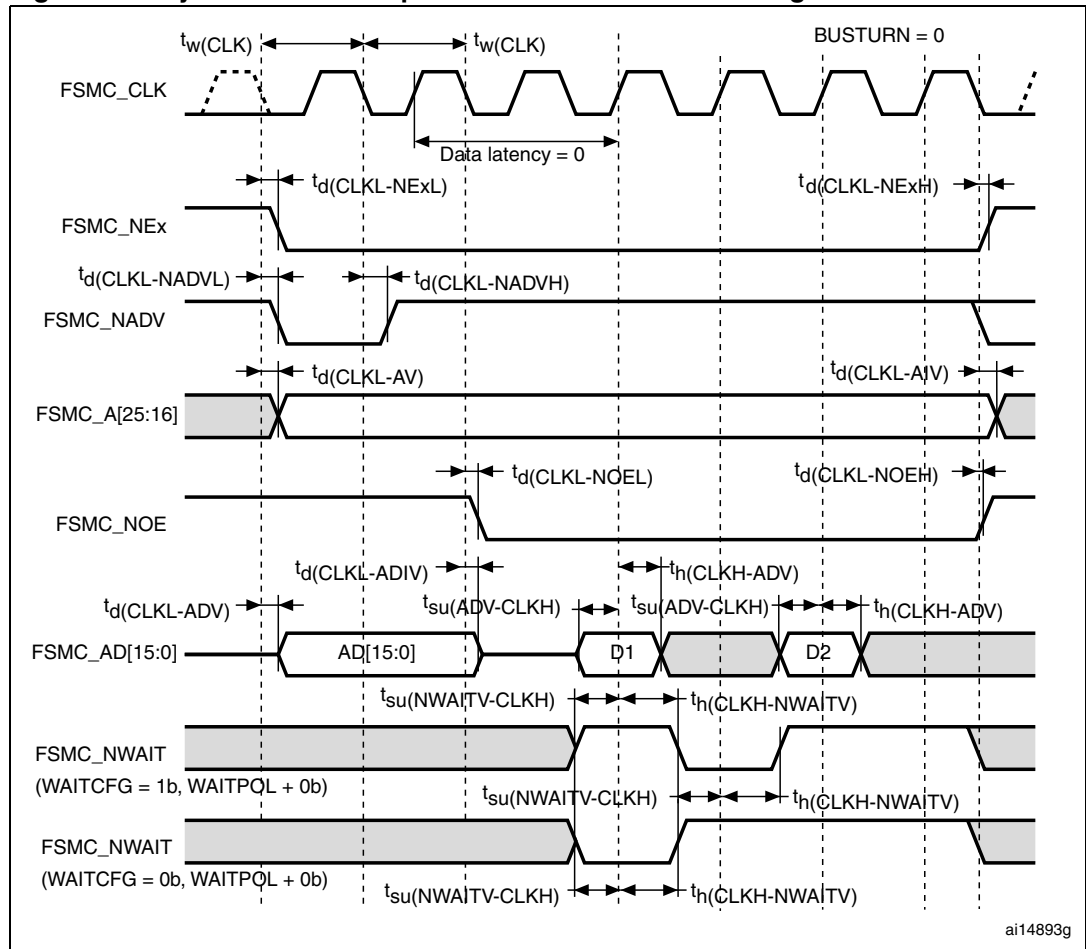 tw(CLK) tw(CLK) BUSTURN = 0
FSMC_CLK
Data latency = 0
td(CLKL-NExL) td(CLKL-NExH)
FSMC_NEx
td(CLKL-NADVL) td(CLKL-NADVH)
FSMC_NADV
td(CLKL-AV) td(CLKL-AIV)
FSMC_A[25:16]
td(CLKL-NOEL) td(CLKL-NOEH)
FSMC_NOE
td(CLKL-ADIV) th(CLKH-ADV)
td(CLKL-ADV) tsu(ADV-CLKH) tsu(ADV-CLKH) th(CLKH-ADV)
FSMC_AD[15:0] AD[15:0] D1 D2
tsu(NWAITV-CLKH) th(CLKH-NWAITV)
FSMC_NWAIT
(WAITCFG = 1b, WAITPOL + 0b)
tsu(NWAITV-CLKH) th(CLKH-NWAITV)
FSMC_NWAIT
(WAITCFG = 0b, WAITPOL + 0b)
tsu(NWAITV-CLKH) th(CLKH-NWAITV)
ai14893g